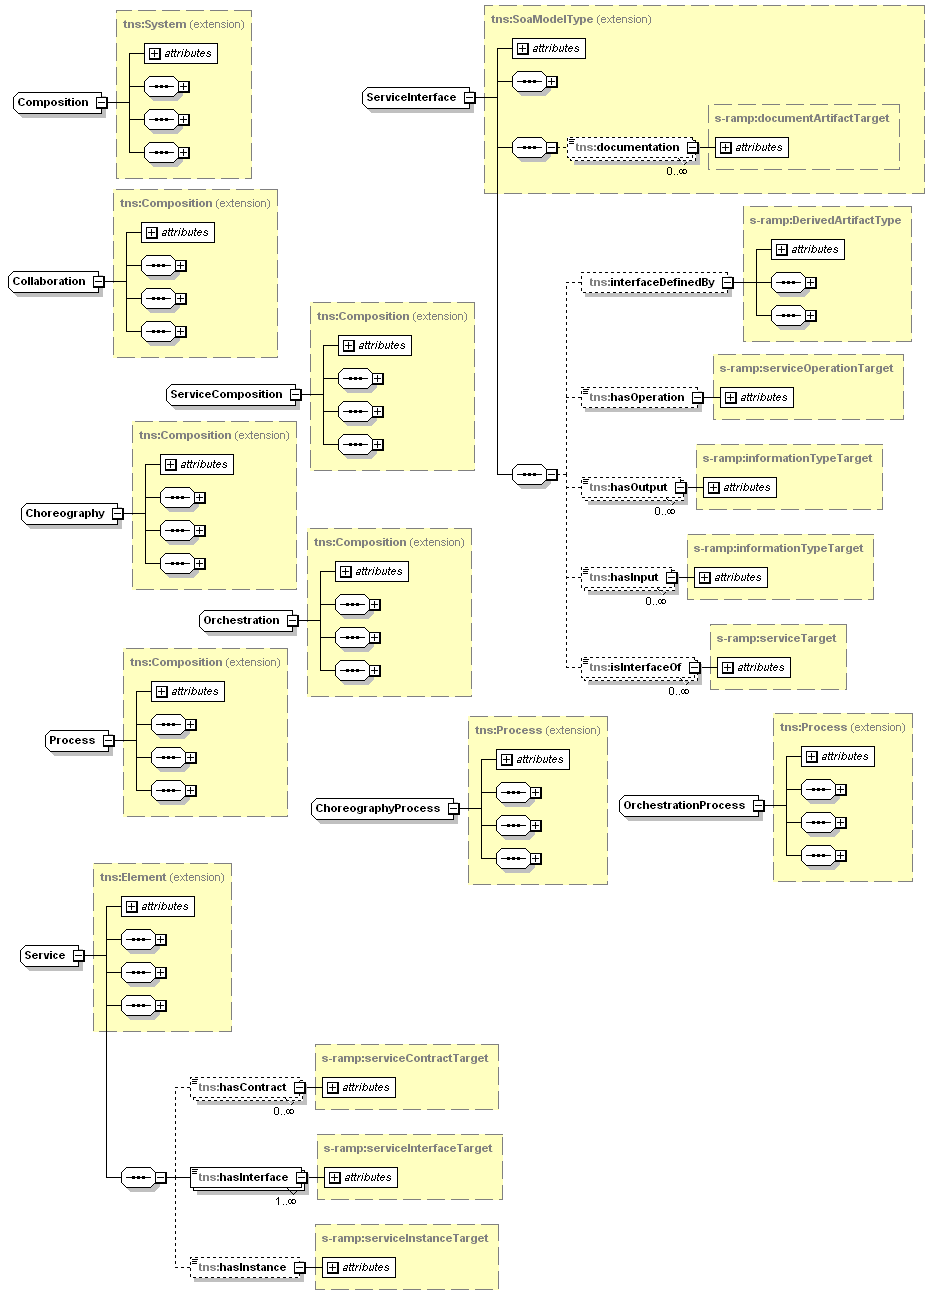 tns:System (extension)
attributes
Composition
tns:Composition (extension)
attributes
Collaboration
tns:Composition (extension)
attributes
ServiceComposition
tns:Composition (extension)
attributes
Choreography
tns:Composition (extension)
attributes
Orchestration
tns:Composition (extension)
attributes
Process
tns:Process (extension)
attributes
ChoreographyProcess
tns:Process (extension)
attributes
OrchestrationProcess
tns:SoaModelType (extension)
attributes
ServiceInterface
s-ramp:documentArtifactTarget
tns:documentation
attributes
0..∞
s-ramp:DerivedArtifactType
attributes
tns:interfaceDefinedBy
s-ramp:serviceOperationTarget
tns:hasOperation
attributes
s-ramp:informationTypeTarget
tns:hasOutput
attributes
0..∞
s-ramp:informationTypeTarget
tns:hasInput
attributes
0..∞
s-ramp:serviceTarget
tns:isInterfaceOf
attributes
0..∞
tns:Element (extension)
attributes
Service
s-ramp:serviceContractTarget
tns:hasContract
attributes
0..∞
s-ramp:serviceInterfaceTarget
tns:hasInterface
attributes
1..∞
s-ramp:serviceInstanceTarget
tns:hasInstance
attributes